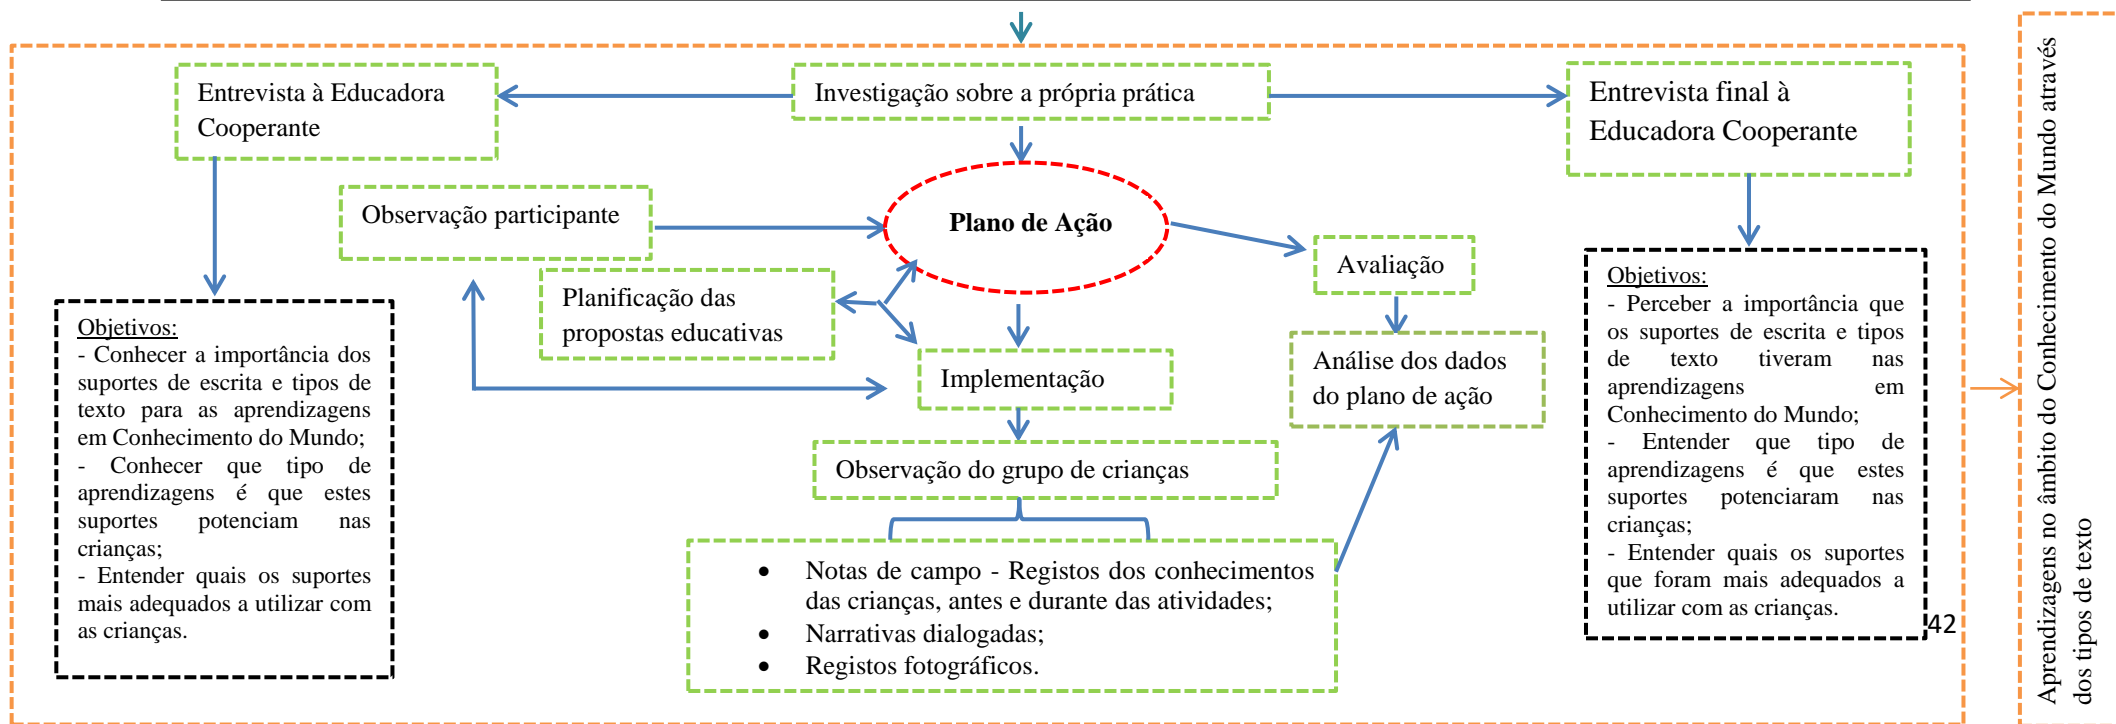 Entrevista à Educadora
Cooperante
Investigação sobre a própria prática
Entrevista final à
Educadora Cooperante
Observação participante
Plano de Ação
Avaliação
Planificação das
propostas educativas
Implementação
Análise dos dados
do plano de ação
Observação do grupo de crianças
Objetivos:
- Conhecer a importância dos
suportes de escrita e tipos de
texto para as aprendizagens
em Conhecimento do Mundo;
- Conhecer que tipo de
aprendizagens é que estes
suportes potenciam nas
crianças;
- Entender quais os suportes
mais adequados a utilizar com
as crianças.
• Notas de campo - Registos dos conhecimentos
das crianças, antes e durante das atividades;
• Narrativas dialogadas;
• Registos fotográficos.
Objetivos:
- Perceber a importância que
os suportes de escrita e tipos
de texto tiveram nas
aprendizagens em
Conhecimento do Mundo;
- Entender que tipo de
aprendizagens é que estes
suportes potenciaram nas
crianças;
- Entender quais os suportes
que foram mais adequados a
utilizar com as crianças.
42
Aprendizagens no âmbito do Conhecimento do Mundo através
dos tipos de texto